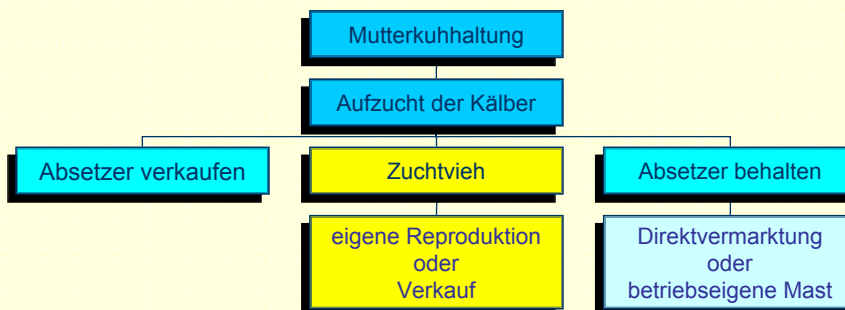 Mutterkuhhaltung
Aufzucht der Kälber
Absetzer verkaufen
Zuchtvieh
Absetzer behalten
eigene Reproduktion
oder
Verkauf
Direktvermarktung
oder
betriebseigene Mast